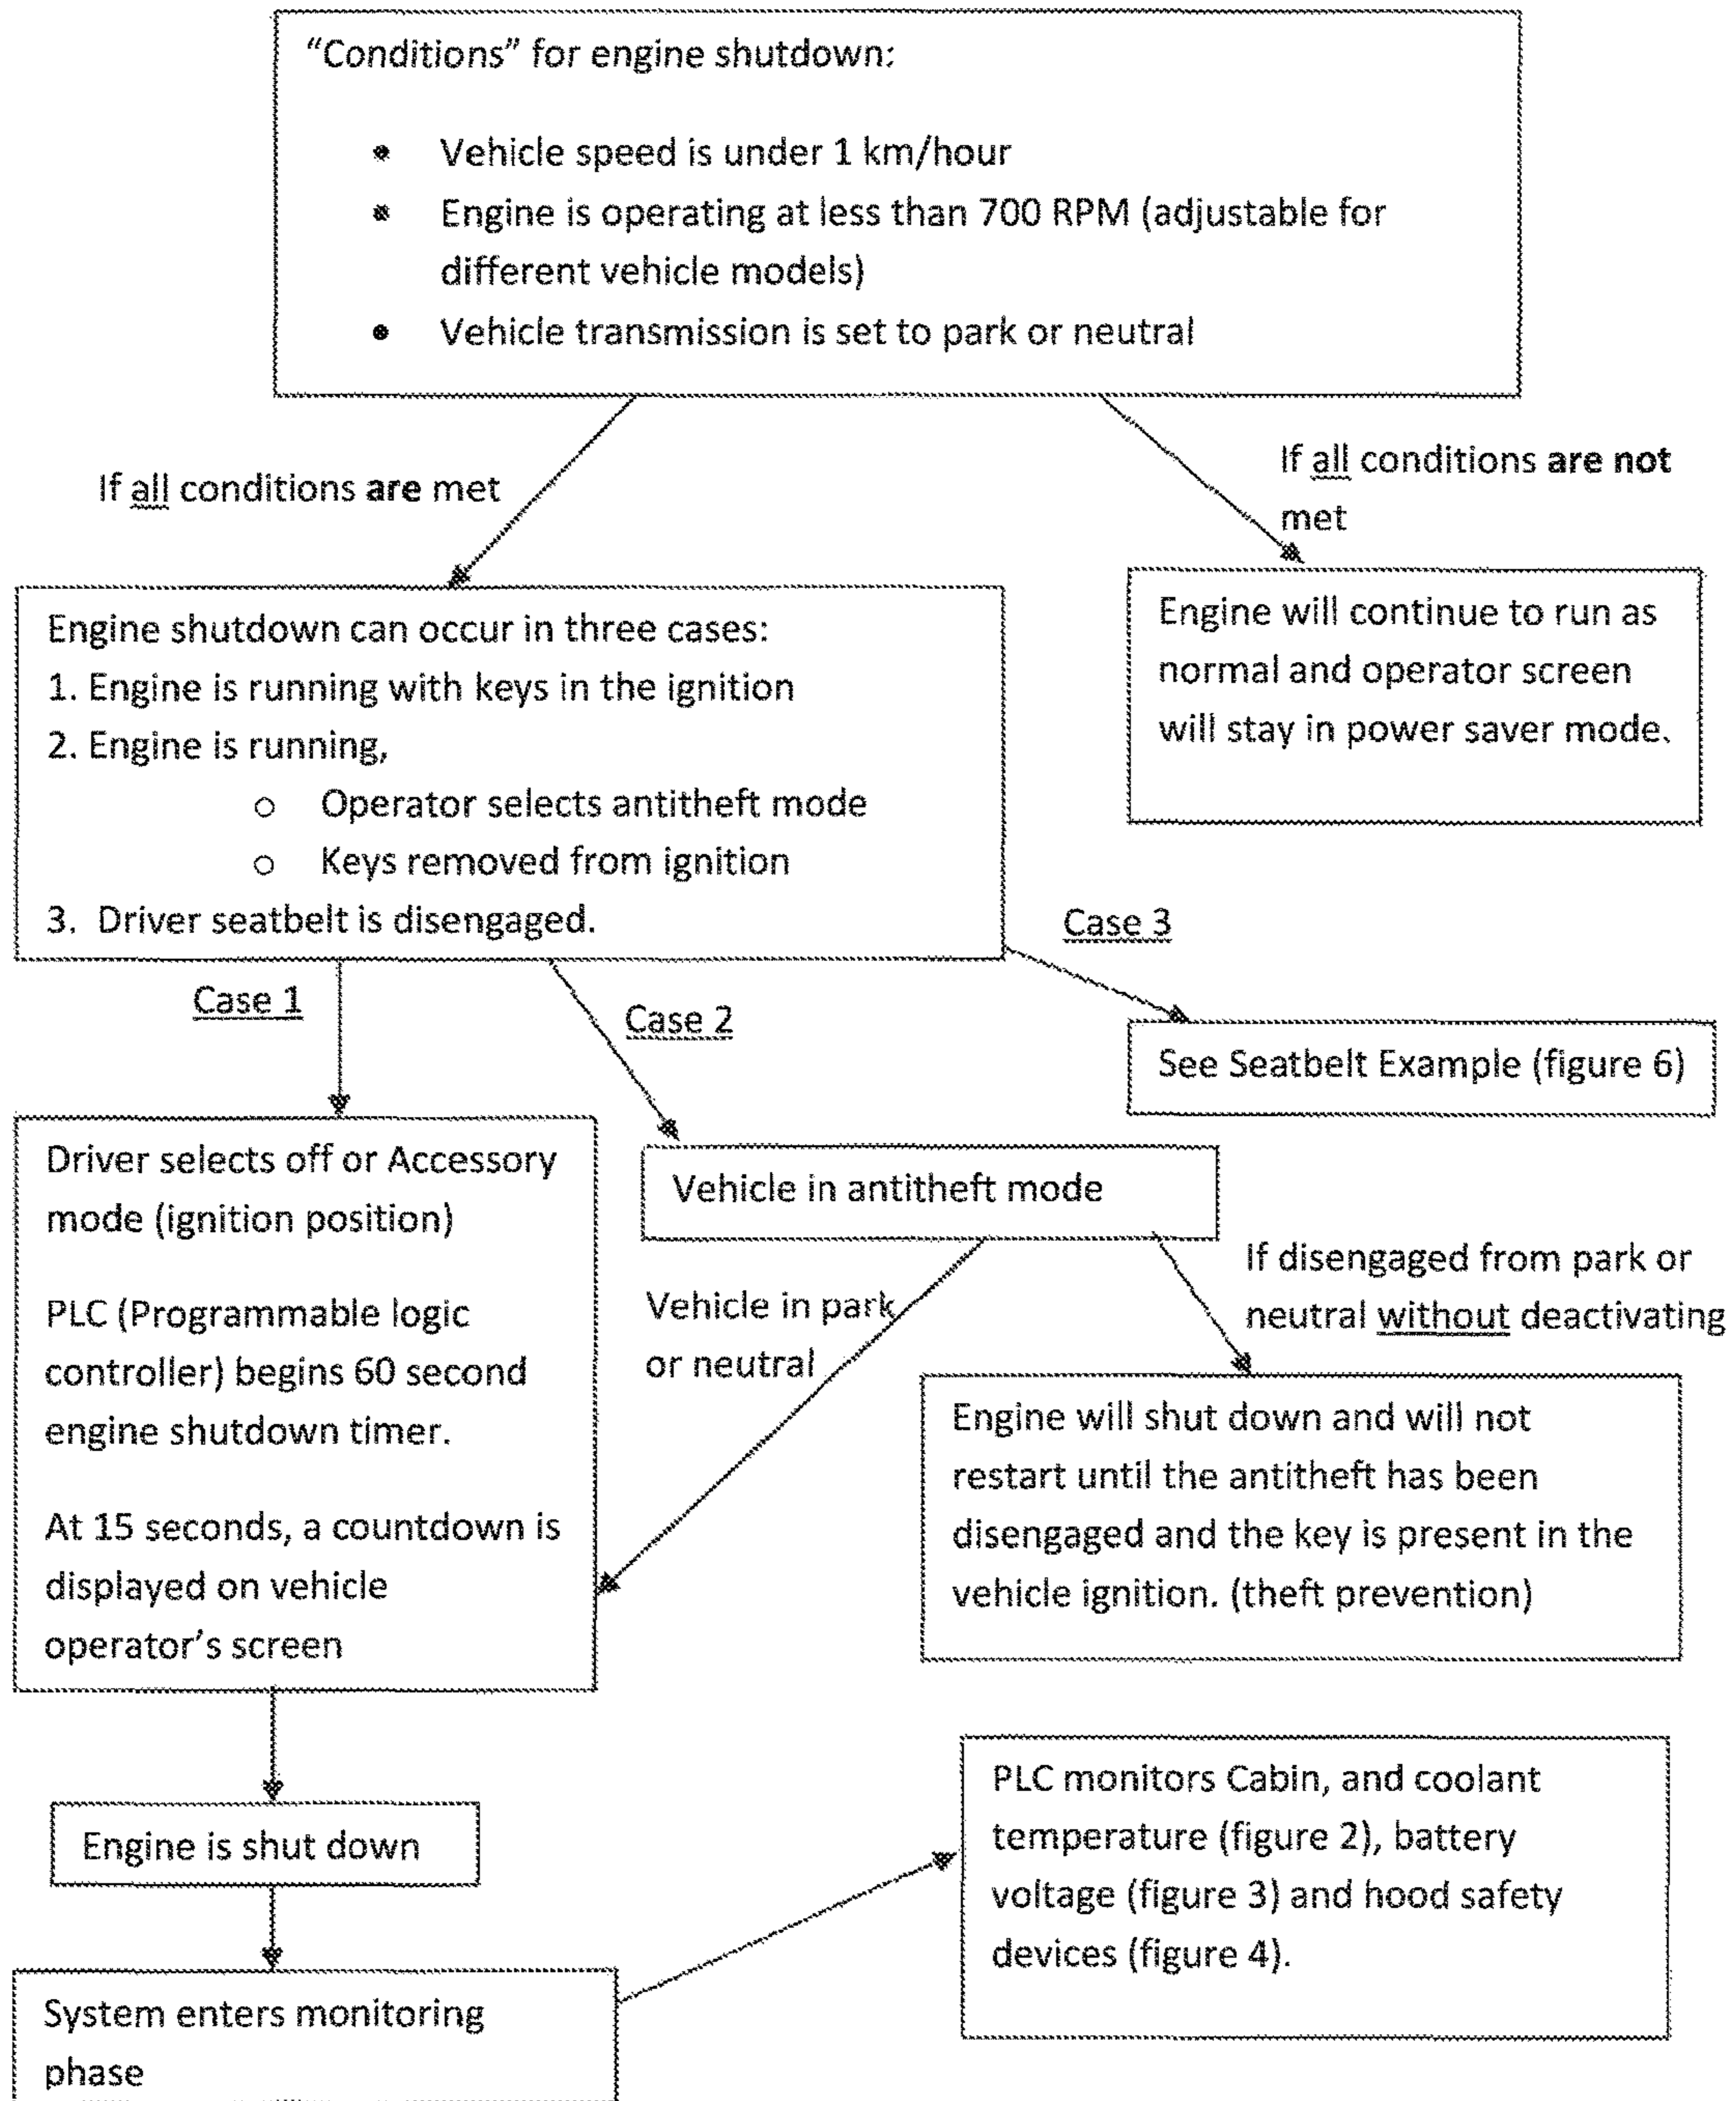 “Conditions” for engine shutdown:
• Vehicle speed is under 1 km/hour
• Engine is operating at less than 700 RPM (adjustable for
different vehicle models)
• Vehicle transmission is set to park or neutral
If all conditions are met
If all conditions are not
met
Engine shutdown can occur in three cases:
1. Engine is running with keys in the ignition
2. Engine is running,
○ Operator selects antitheft mode
○ Keys removed from ignition
3. Driver seatbelt is disengaged.
Engine will continue to run as
normal and operator screen
will stay in power saver mode.
Case 1
Case 2
Case 3
See Seatbelt Example (figure 6)
Driver selects off or Accessory
mode (ignition position)
PLC (Programmable logic
controller) begins 60 second
engine shutdown timer.
At 15 seconds, a countdown is
displayed on vehicle
operator’s screen
Vehicle in antitheft mode
Vehicle in park
or neutral
If disengaged from park or
neutral without deactivating
Engine will shut down and will not
restart until the antitheft has been
disengaged and the key is present in the
vehicle ignition. (theft prevention)
Engine is shut down
System enters monitoring
phase
PLC monitors Cabin, and coolant
temperature (figure 2), battery
voltage (figure 3) and hood safety
devices (figure 4).